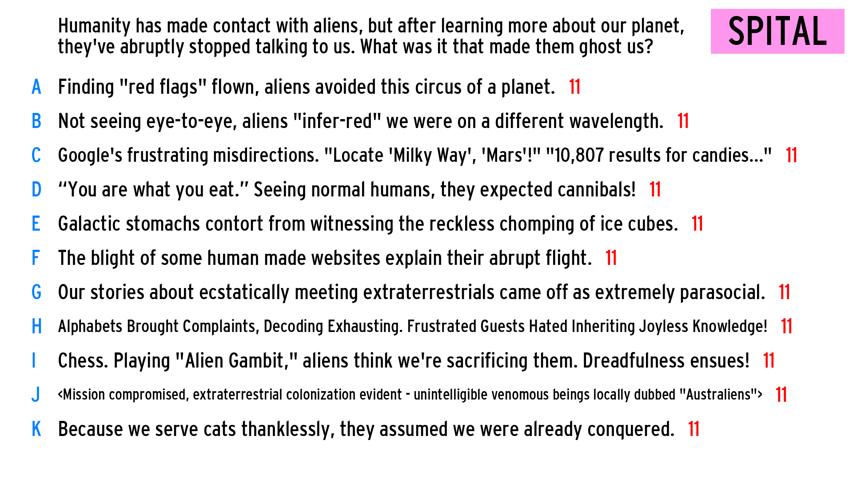 Humanity has made contact with aliens, but after learning more about our planet,
they've abruptly stopped talking to us. What was it that made them ghost us?
SPITAL
A Finding "red flags" flown, aliens avoided this circus of a planet. 11
B Not seeing eye-to-eye, aliens "infer-red" we were on a different wavelength. 11
C Google's frustrating misdirections. "Locate 'Milky Way', 'Mars'!" "10,807 results for candies..." 11
D “You are what you eat.” Seeing normal humans, they expected cannibals! 11
E Galactic stomachs contort from witnessing the reckless chomping of ice cubes. 11
F The blight of some human made websites explain their abrupt flight. 11
G Our stories about ecstatically meeting extraterrestrials came off as extremely parasocial. 11
H Alphabets Brought Complaints, Decoding Exhausting. Frustrated Guests Hated Inheriting Joyless Knowledge! 11
I Chess. Playing "Alien Gambit," aliens think we're sacrificing them. Dreadfulness ensues! 11
J <Mission compromised, extraterrestrial colonization evident - unintelligible venomous beings locally dubbed "Australiens"> 11
K Because we serve cats thanklessly, they assumed we were already conquered. 11